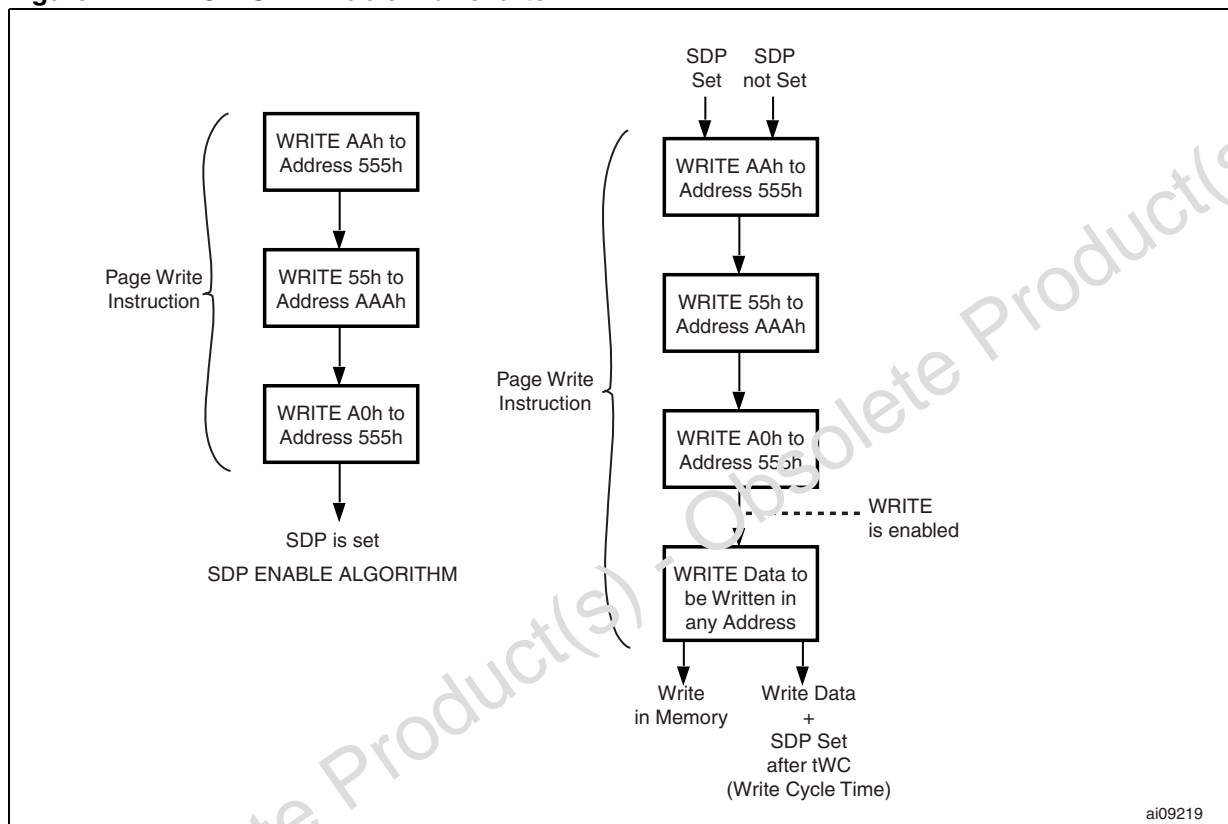 SDP ENABLE ALGORITHM
WRITE AAh to
Address 555h
WRITE 55h to
Address AAAh
WRITE A0h to
Address 555h
Page Write
Instruction
SDP is set
SDP
Set
SDP
not Set
WRITE AAh to
Address 555h
WRITE 55h to
Address AAAh
Page Write
Instruction
WRITE A0h to
Address 555h
WRITE
is enabled
WRITE Data to
be Written in
any Address
Write
in Memory
Write Data
+
SDP Set
after tWC
(Write Cycle Time)
ai09219
Product(s) - Obsolete Product(s